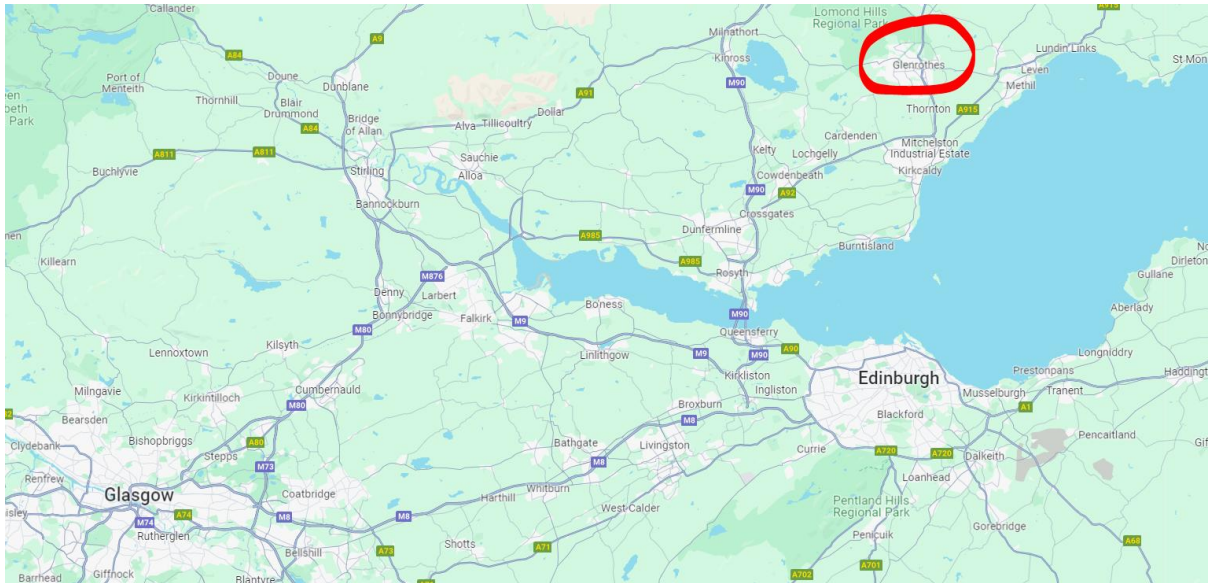 Callander
A84
A9
Doune
Dunblane
Port of
Menteith
Thornhill
Blair
Drummond
A84
Bridge
of Allan
A811
A811
Buchlyvie
Stirling
Bannockburn
Alva
Tillicoultry
Dollar
A91
Sauchie
Alloa
Milnathort
Kinross
M90
Lomond Hills
Regional Park
Glenrothes
A915
Lundin Links
Leven
Methil
St Mon
Thornton
A915
Cardenden
Mitchelston
Industrial Estate
Kirkcaldy
Kelty
Lochgelly
Cowdenbeath
M90
A92
Crossgates
Dunfermline
A985
A985
Rosyth
Burntisland
Killearn
M876
Denny
Larbert
Bonnybridge
Falkirk
M9
Boness
M90
Queensferry
Gullane
Dirleton
Aberlady
M80
Lennoxtown
Kilsyth
Linlithgow
M9
M90
A90
Kirkliston
Ingliston
Edinburgh
Longniddry
Prestonpans
Haddington
Musselburgh
Tranent
A1
Milngavie
Kirkintilloch
Cumbernauld
M80
Bearsden
Clydebank
Bishopbriggs
A80
Stepps
M73
Broxburn
M8
Bathgate
Livingston
M8
Blackford
Pencaitland
Currie
A720
A720
Dalkeith
Loanhead
Renfrew
Glasgow
Coatbridge
M8
Harthill
M8
Whitburn
West Calder
Pentland Hills
Regional Park
Gorebridge
M74
A74
Rutherglen
Bellshill
A73
Shotts
A71
Penicuik
A68
Barrhead
Giffnock
Blantyre
A702
A701